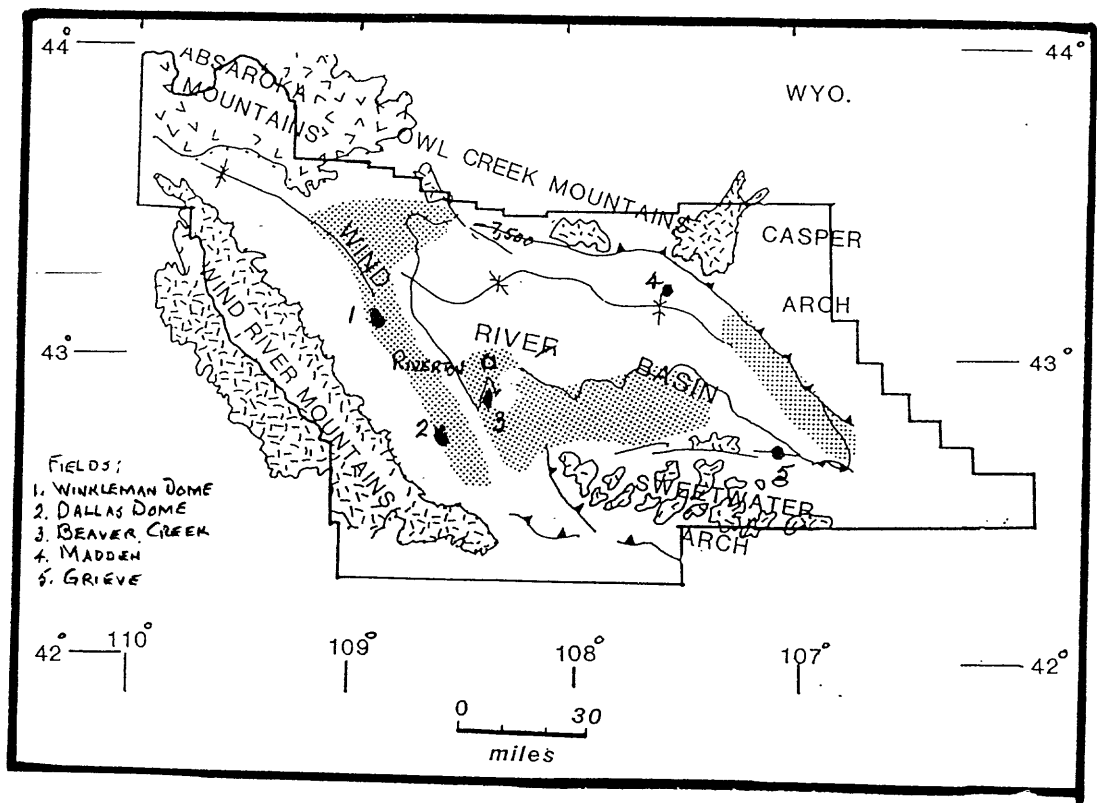 44°
44°
ABSAROKA
MOUNTAINS
WYO.
OWL CREEK MOUNTAINS
7,500
CASPER
ARCH
WIND
4
1
RIVER
43°
43°
RIVERTON
BASIN
WIND RIVER MOUNTAINS
2
3
5
SWEETWATER
ARCH
FIELDS:
1. WINKLEMAN DOME
2. DALLAS DOME
3. BEAVER CREEK
4. MADDEN
5. GRIEVE
42°
110°
109°
108°
107°
42°
0 30
miles